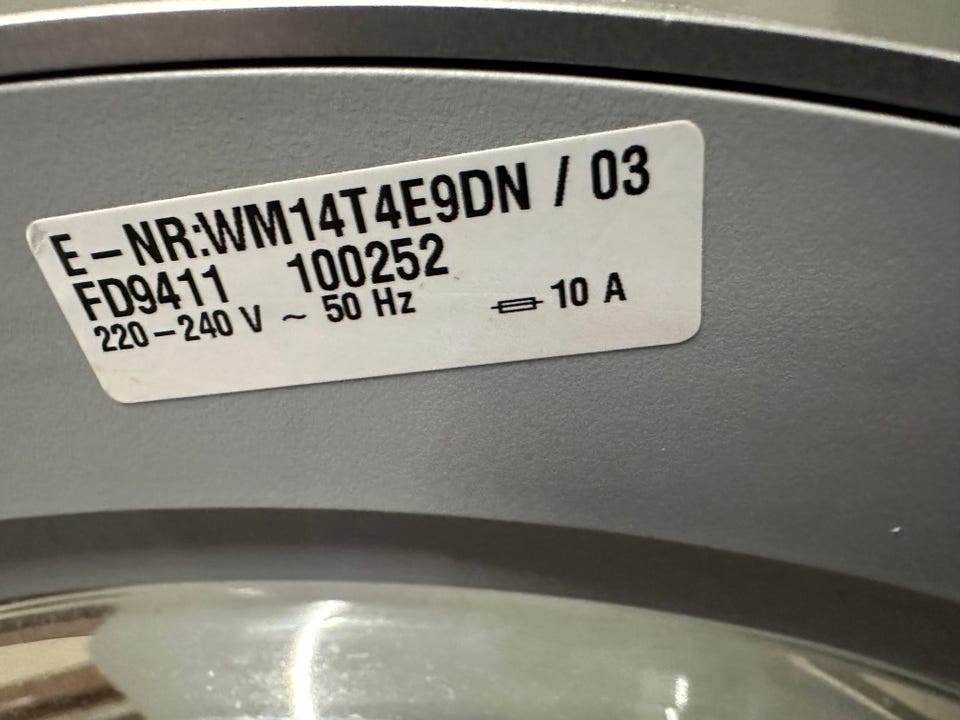 E-NR:WM14T4E9DN / 03
FD9411 100252
220-240 V ~ 50 Hz 10 A